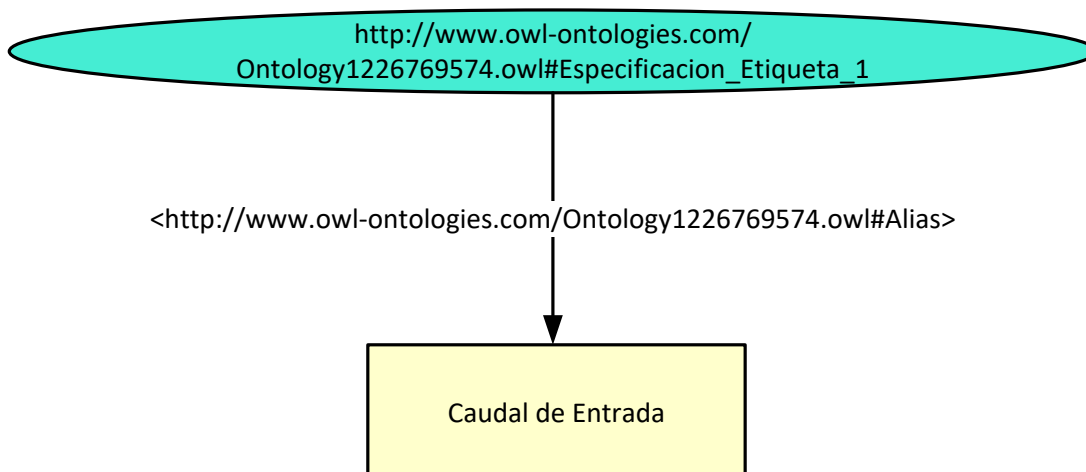 http://www.owl-ontologies.com/
Ontology1226769574.owl#Especificacion_Etiqueta_1
<http://www.owl-ontologies.com/Ontology1226769574.owl#Alias>
Caudal de Entrada